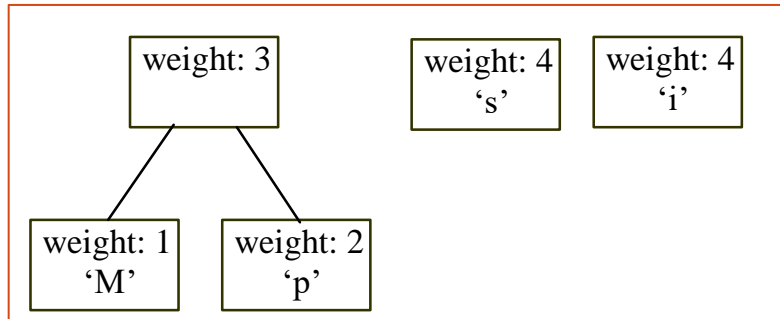 weight: 3
weight: 4
‘s’
weight: 4
‘i’
weight: 1
‘M’
weight: 2
‘p’